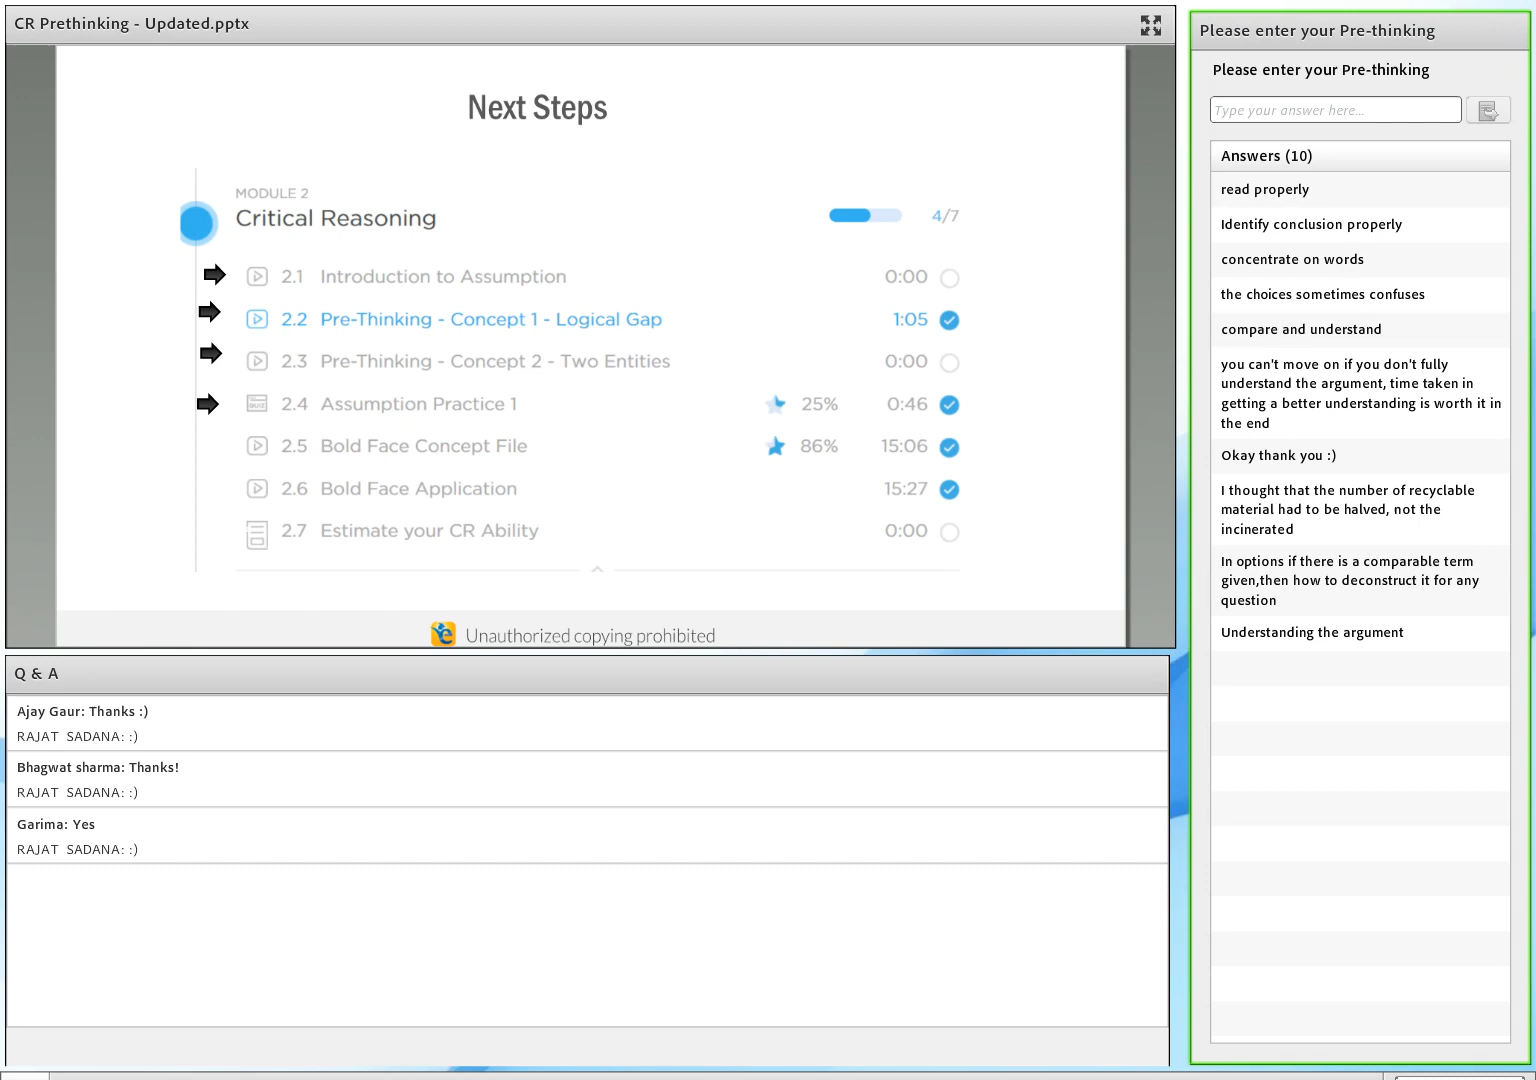 CR Prethinking - Updated.pptx
Next Steps
MODULE 2
Critical Reasoning
4/7
2.1 Introduction to Assumption 0:00
2.2 Pre-Thinking - Concept 1 - Logical Gap 1:05
2.3 Pre-Thinking - Concept 2 - Two Entities 0:00
QUIZ 2.4 Assumption Practice 1 25% 0:46
2.5 Bold Face Concept File 86% 15:06
2.6 Bold Face Application 15:27
2.7 Estimate your CR Ability 0:00
e Unauthorized copying prohibited
Q & A
Ajay Gaur: Thanks :)
RAJAT SADANA: :)
Bhagwat sharma: Thanks!
RAJAT SADANA: :)
Garima: Yes
RAJAT SADANA: :)
Please enter your Pre-thinking
Please enter your Pre-thinking
Type your answer here...
Answers (10)
read properly
Identify conclusion properly
concentrate on words
the choices sometimes confuses
compare and understand
you can't move on if you don't fully
understand the argument, time taken in
getting a better understanding is worth it in
the end
Okay thank you :)
I thought that the number of recyclable
material had to be halved, not the
incinerated
In options if there is a comparable term
given,then how to deconstruct it for any
question
Understanding the argument